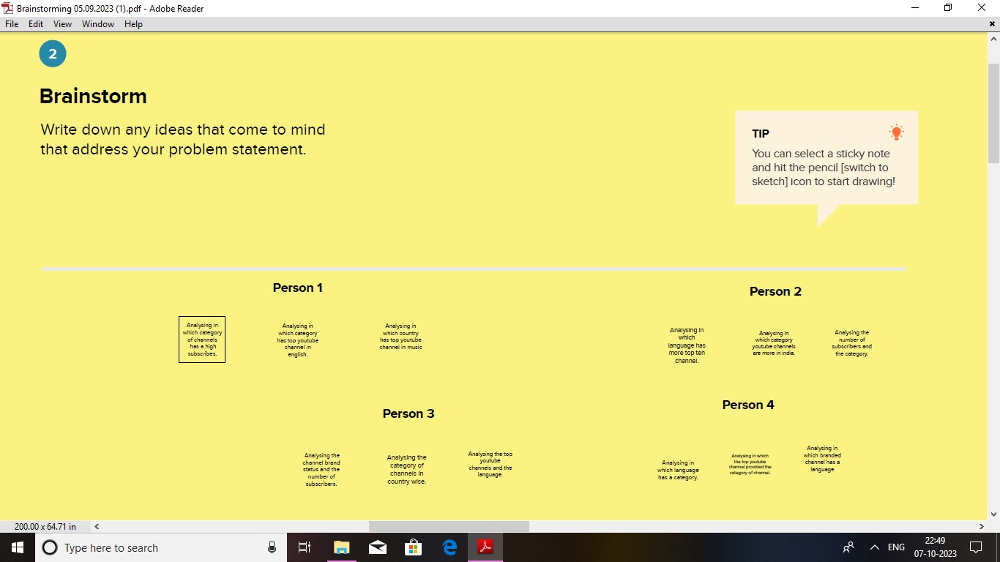 Brainstorming 05.09.2023 (1).pdf - Adobe Reader
File Edit View Window Help
2
Brainstorm
Write down any ideas that come to mind
that address your problem statement.
TIP
You can select a sticky note
and hit the pencil [switch to
sketch] icon to start drawing!
Person 1
Analysing in
which category
of channels
has a high
subscribes.
Analysing in
which category
has top youtube
channel in
english.
Analysing in
which country
has top youtube
channel in music
Person 2
Analysing in
which
language has
more top ten
channel.
Analysing in
which category
youtube channels
are more in india.
Analysing the
number of
subscribers and
the category.
Person 3
Analysing the
channel brand
status and the
number of
subscribers.
Analysing the
category of
channels in
country wise.
Analysing the top
youtube
channels and the
language.
Person 4
Analysing in
which language
has a category.
Analysing in which
the top youtube
channel provided the
category of channel.
Analysing in
which branded
channel has a
language
200.00 x 64.71 in
Type here to search
ENG
22:49
07-10-2023